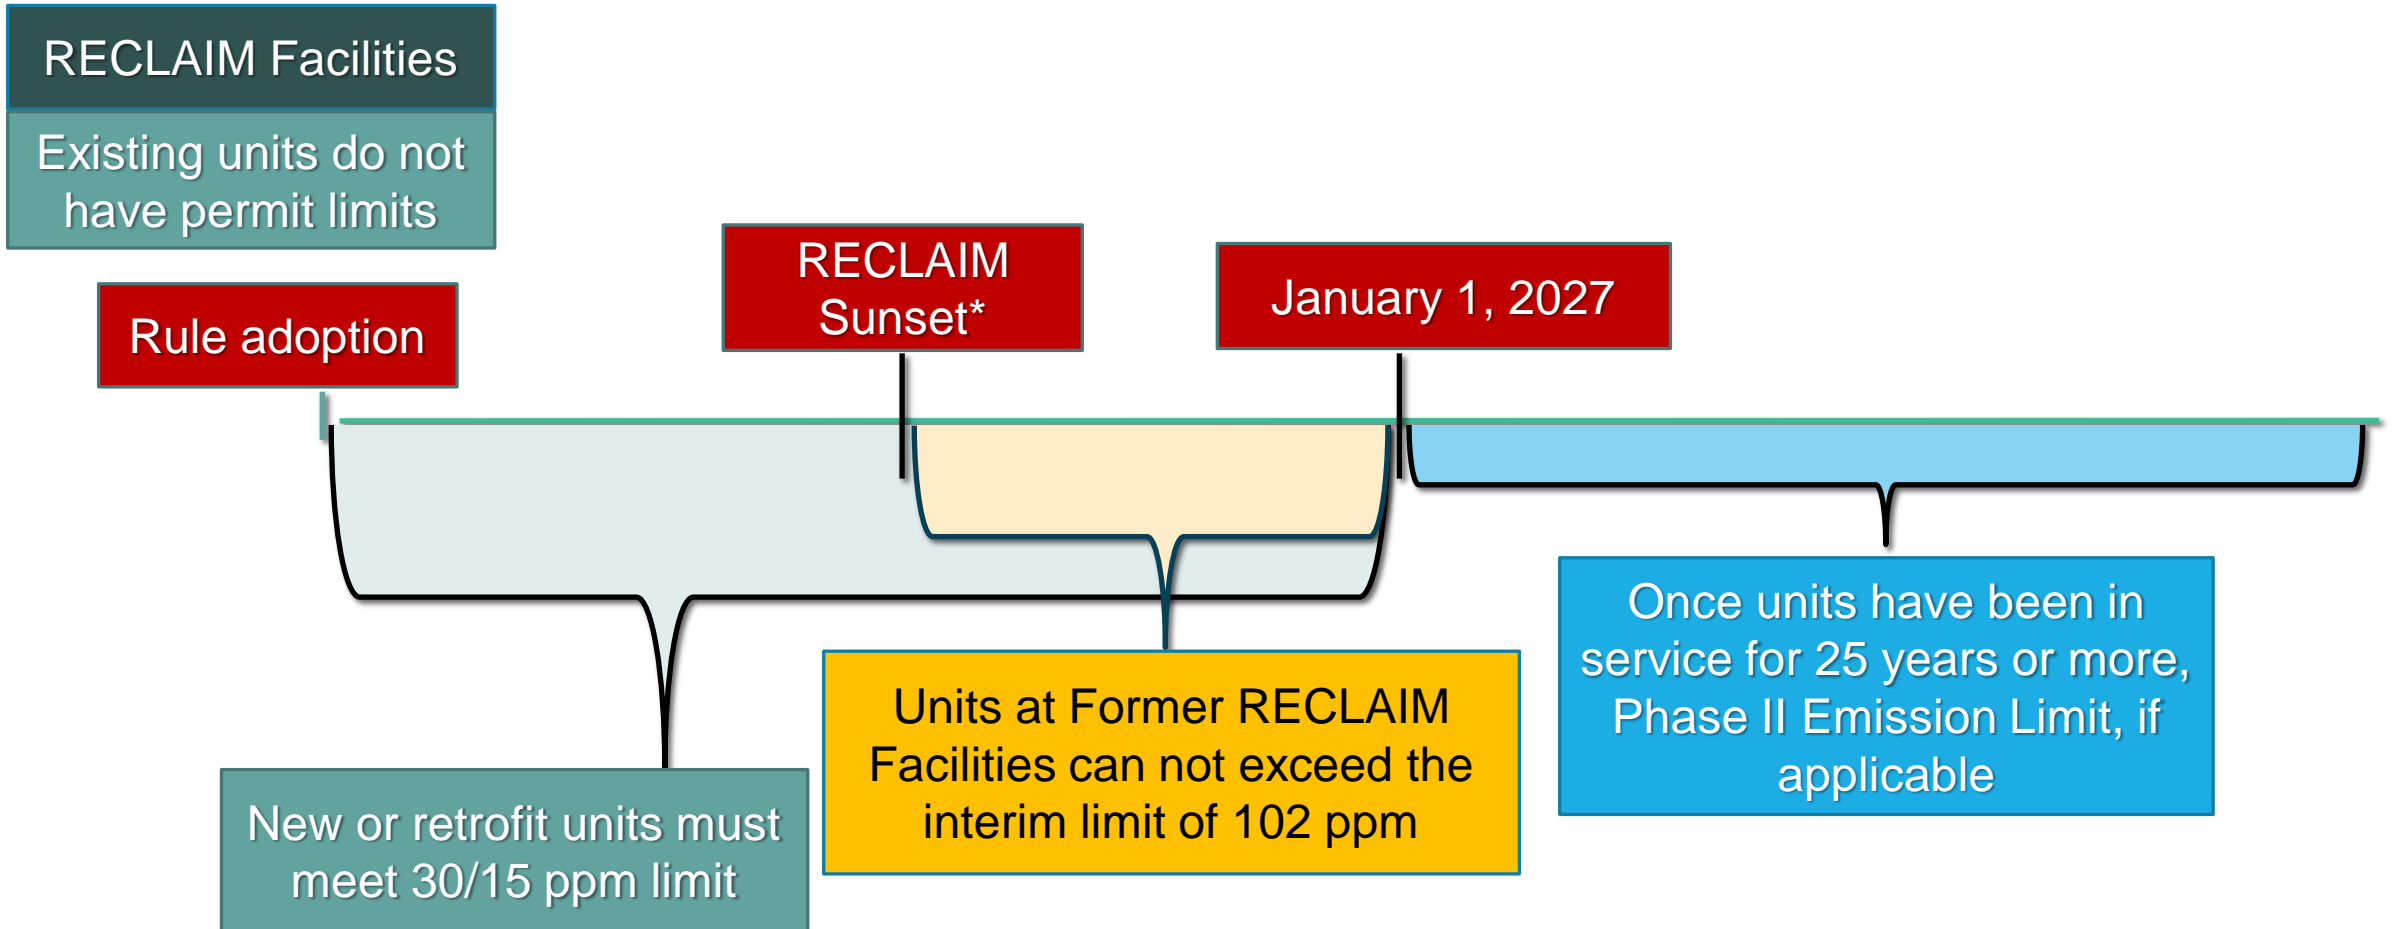 RECLAIM Facilities
Existing units do not
have permit limits
Rule adoption
RECLAIM
Sunset*
January 1, 2027
New or retrofit units must
meet 30/15 ppm limit
Units at Former RECLAIM
Facilities can not exceed the
interim limit of 102 ppm
Once units have been in
service for 25 years or more,
Phase II Emission Limit, if
applicable